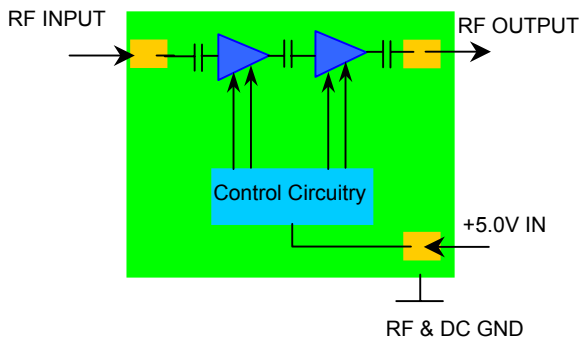 RF INPUT
RF OUTPUT
Control Circuitry
+5.0V IN
RF & DC GND